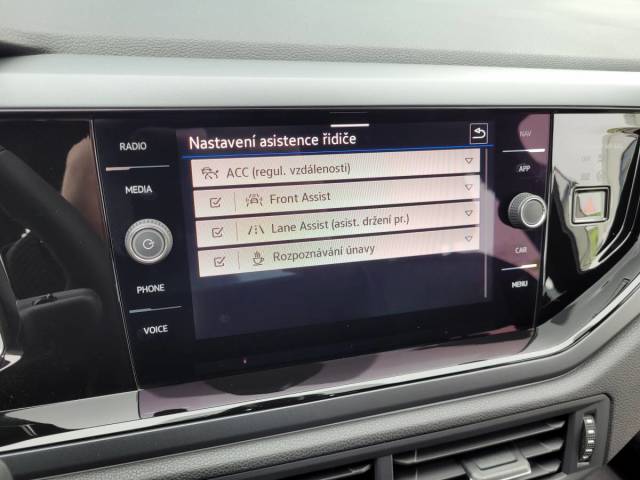 RADIO
MEDIA
PHONE
VOICE
Nastavení asistence řidiče
ACC (regul. vzdálenosti)
Front Assist
Lane Assist (asist. držení pr.)
Rozpoznávání únavy
NAV
APP
CAR
MENU